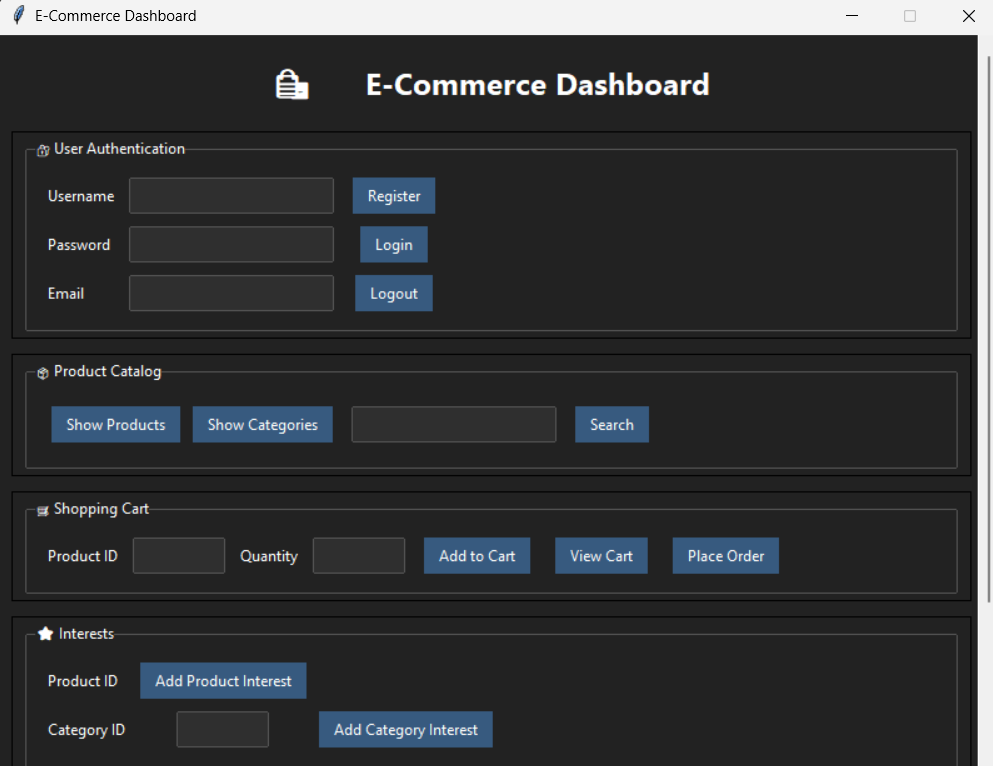 E-Commerce Dashboard
E-Commerce Dashboard
User Authentication
Username Register
Password Login
Email Logout
Product Catalog
Show Products Show Categories Search
Shopping Cart
Product ID Quantity Add to Cart View Cart Place Order
Interests
Product ID Add Product Interest
Category ID Add Category Interest